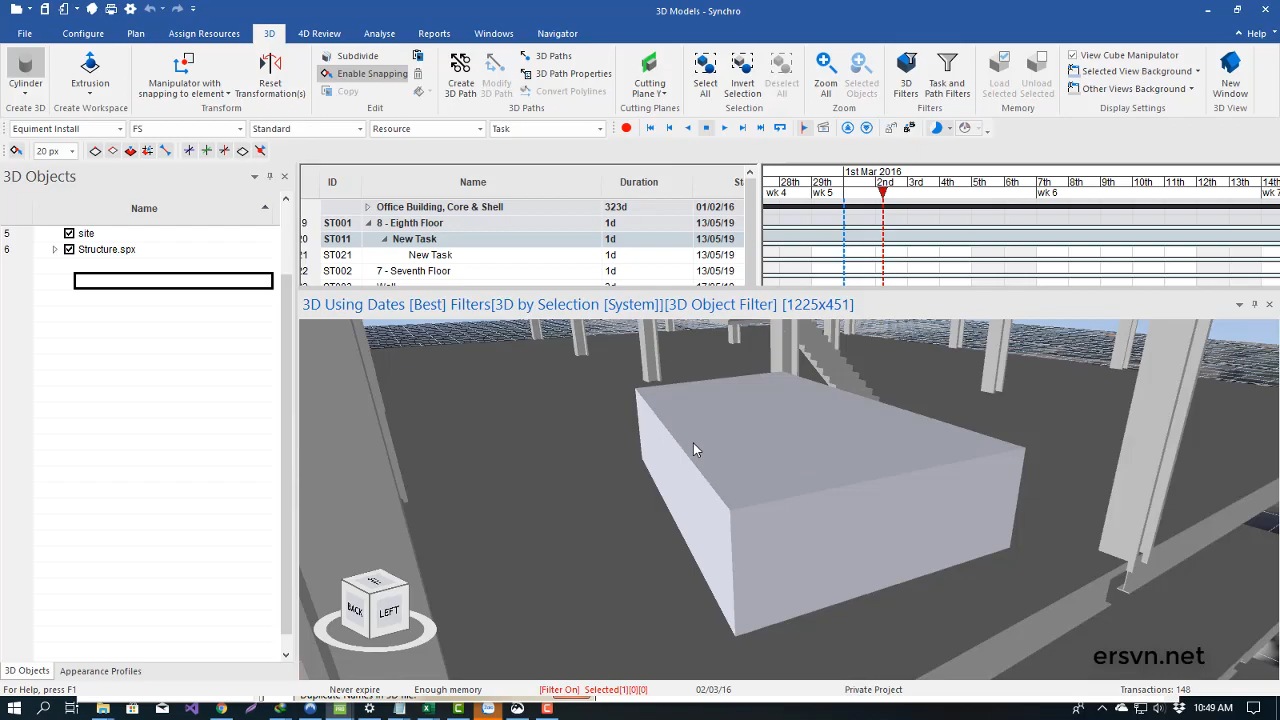 3D Models - Synchro
File Configure Plan Assign Resources 3D 4D Review Analyse Reports Windows Navigator Help
Cylinder
Create 3D
Extrusion
Create Workspace
Manipulator with snapping to element
Reset Transformation(s)
Transform
Subdivide
Enable Snapping
Copy
Edit
Create 3D Path
Modify 3D Path
3D Paths
3D Path Properties
Convert Polylines
3D Paths
Cutting Plane Y
Cutting Planes
Select All
Invert Selection
Deselect All
Selection
Zoom All
Selected Objects
Zoom
3D Filters
Task and Path Filters
Filters
Load Selected
Unload Selected
Memory
View Cube Manipulator
Selected View Background
Other Views Background
Display Settings
New Window
3D View
Equiment Install FS Standard Resource Task
20 px
3D Objects
Name
5 site
6 Structure.spx
ID Name Duration St
Office Building, Core & Shell 323d 01/02/16
9 ST001 8 - Eighth Floor 1d 13/05/19
20 ST011 New Task 1d 13/05/19
21 ST021 New Task 1d 13/05/19
22 ST002 7 - Seventh Floor 1d 13/05/19
1st Mar 2016
28th 29th 2nd 3rd 4th 5th 6th 7th 8th 9th 10th 11th 12th 13th 14th
wk 4 wk 5 wk 6
3D Using Dates [Best] Filters[3D by Selection [System]][3D Object Filter] [1225x451]
BACK LEFT
ersvn.net
3D Objects Appearance Profiles
For Help, press F1 Never expire Enough memory [Filter On] Selected[1][0][0] 02/03/16 Private Project Transactions: 148
10:49 AM